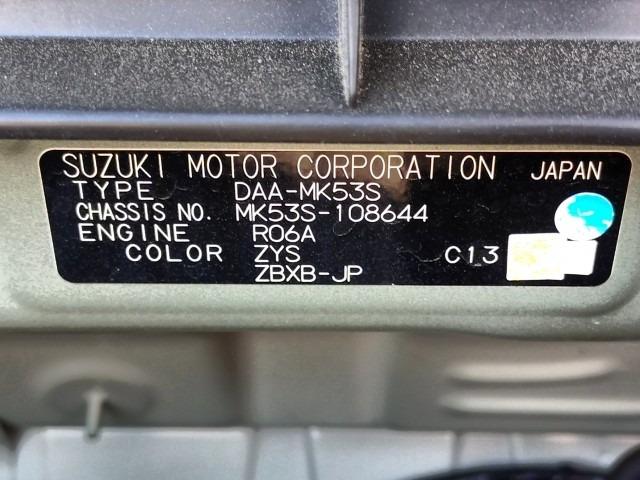 SUZUKI MOTOR CORPORATION JAPAN
TYPE DAA-MK53S
CHASSIS NO. MK53S-108644
ENGINE R06A
COLOR ZYS C13
ZBXB-JP